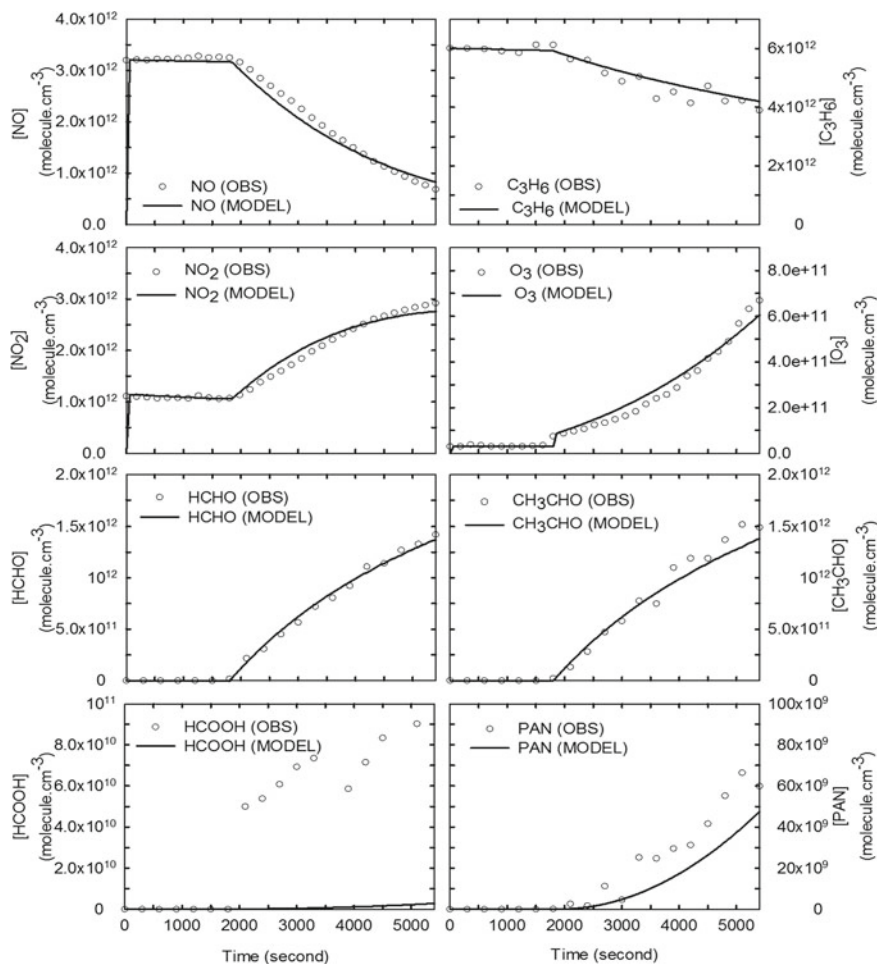 4.0x10¹²
3.0x10¹²
2.0x10¹²
1.0x10¹²
0.0
[NO]
(molecule.cm⁻³)
NO (OBS)
NO (MODEL)
6x10¹²
4x10¹²
2x10¹²
0
[C₃H₆]
(molecule.cm⁻³)
C₃H₆ (OBS)
C₃H₆ (MODEL)
4.0x10¹²
3.0x10¹²
2.0x10¹²
1.0x10¹²
0.0
[NO₂]
(molecule.cm⁻³)
NO₂ (OBS)
NO₂ (MODEL)
8.0e+11
6.0e+11
4.0e+11
2.0e+11
0.0
[O₃]
(molecule.cm⁻³)
O₃ (OBS)
O₃ (MODEL)
2.0x10¹²
1.5x10¹²
10¹²
5.0x10¹¹
0
[HCHO]
(molecule.cm⁻³)
HCHO (OBS)
HCHO (MODEL)
2.0x10¹²
1.5x10¹²
10¹²
5.0x10¹¹
0
[CH₃CHO]
(molecule.cm⁻³)
CH₃CHO (OBS)
CH₃CHO (MODEL)
10¹¹
8.0x10¹⁰
6.0x10¹⁰
4.0x10¹⁰
2.0x10¹⁰
0
[HCOOH]
(molecule.cm⁻³)
HCOOH (OBS)
HCOOH (MODEL)
0 1000 2000 3000 4000 5000
Time (second)
100x10⁹
80x10⁹
60x10⁹
40x10⁹
20x10⁹
0
[PAN]
(molecule.cm⁻³)
PAN (OBS)
PAN (MODEL)
0 1000 2000 3000 4000 5000
Time (second)